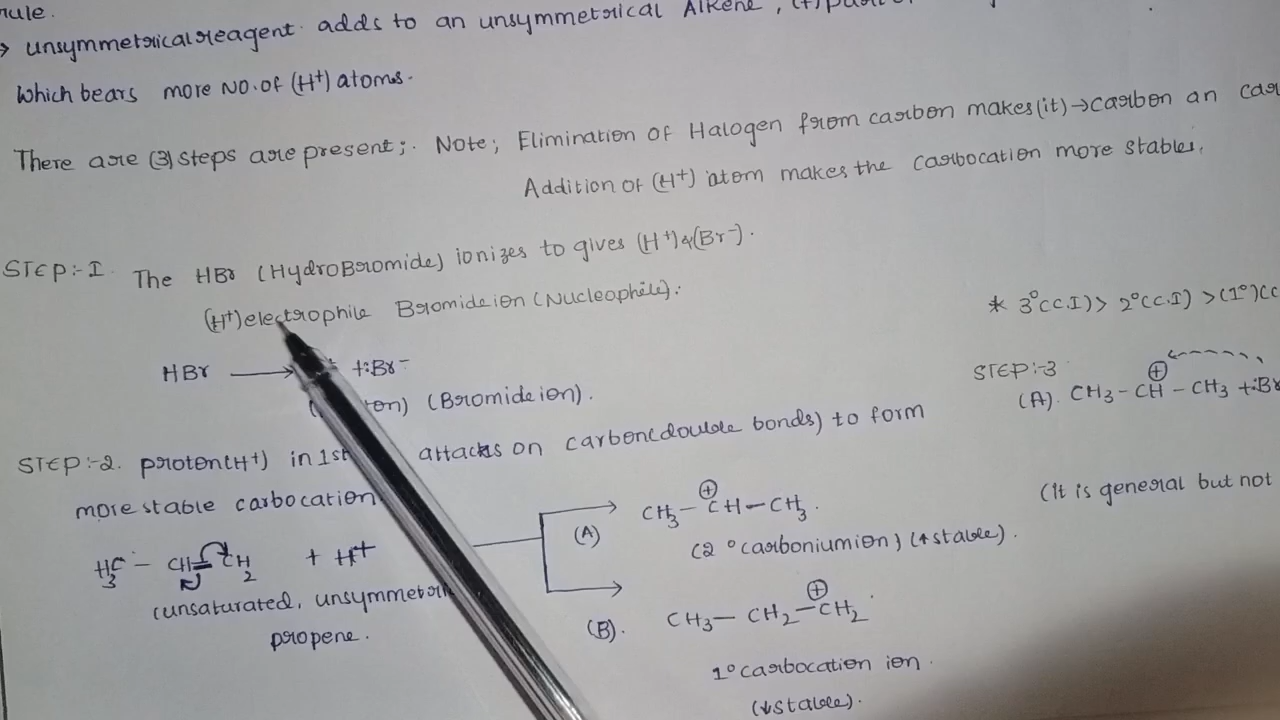 rule.
→ unsymmetrical reagent adds to an unsymmetrical Alkene, (+)
which bears more NO.of (H⁺) atoms.
There are (3) steps are present; Note; Elimination of Halogen from carbon makes (it) → carbon an
Addition of (H⁺) atom makes the carbocation more stable.
STEP:-I The HBr (HydroBromide) ionizes to gives (H⁺)&(Br⁻).
(H⁺) electrophile Bromide ion (Nucleophile).
* 3°(C.I) > 2°(C.I) > (1°)(C
HBr → + :Br⁻
(Bromide ion).
STEP:-3
(A). CH₃-CH⊕-CH₃ + :Br
STEP:-2. proton(H⁺) in 1st attacks on carbon(double bonds) to form
more stable carbocation
H₃C - CH=CH₂ + H⁺
(unsaturated, unsymmetri
propene.
(A) CH₃-⊕CH-CH₃.
(2° carboniumion) (↑stable).
(It is general but not
(B). CH₃-CH₂-⊕CH₂
1° carbocation ion.
(↓stable).